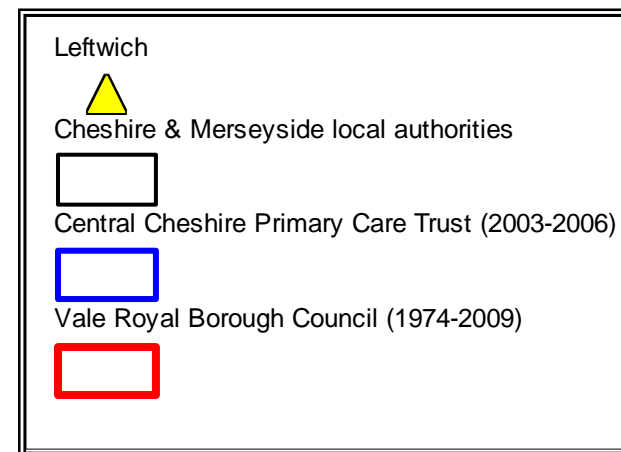 Leftwich
Cheshire & Merseyside local authorities
Central Cheshire Primary Care Trust (2003-2006)
Vale Royal Borough Council (1974-2009)